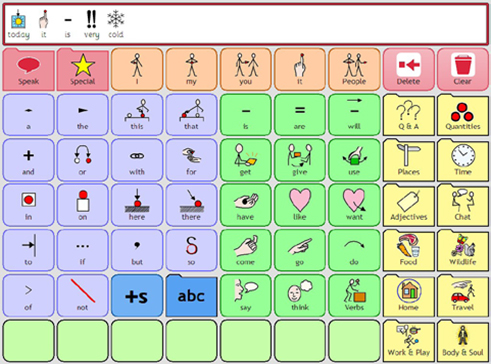 today it is very cold
Speak Special I my you it People Delete Clear
a the this that is are will Q & A Quantities
and or with for get give use Places Time
in on here there have like want Adjectives Chat
to if but so come go do Food Wildlife
of not +s abc say think Verbs Home Travel
Work & Play Body & Soul